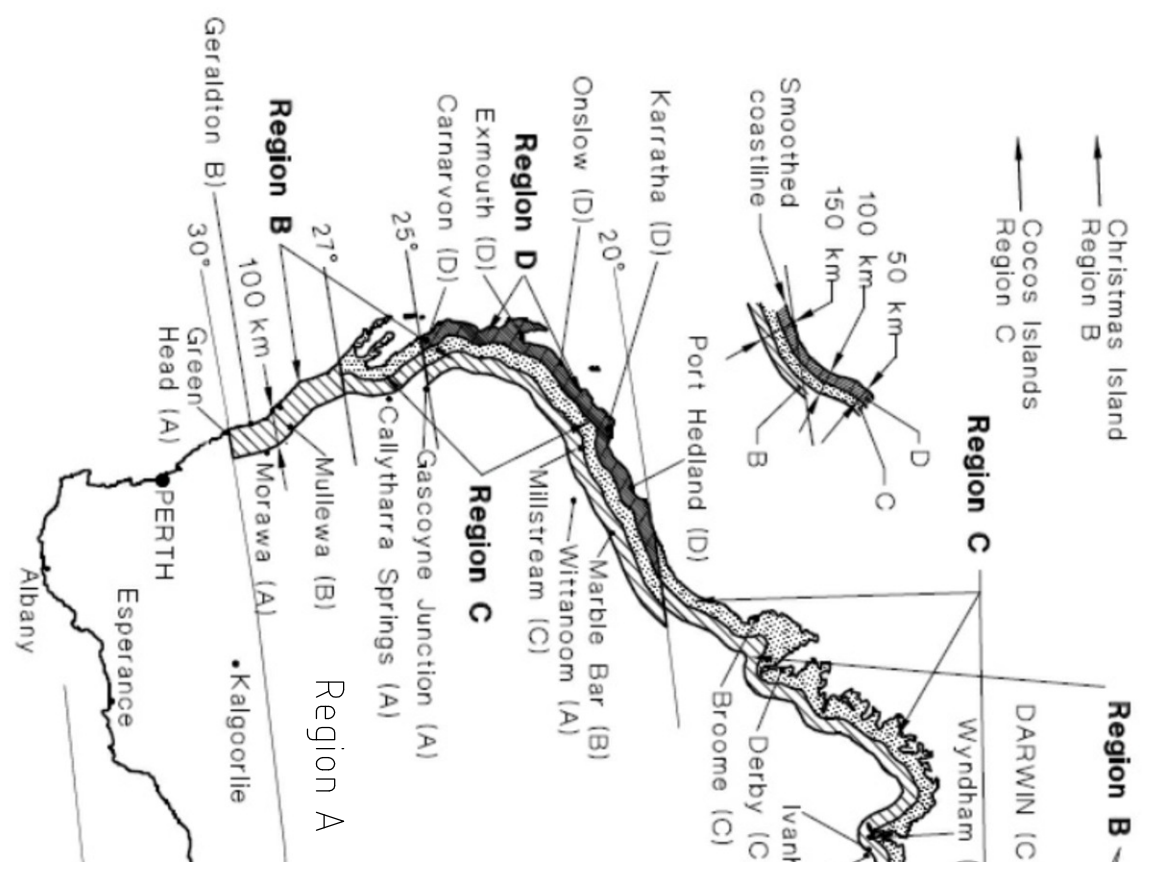 Christmas Island
Region B
Cocos Islands
Region C
Smoothed
coastline
150 km
100 km
50 km
D
C
B
Karratha (D)
20°
Onslow (D)
Region D
Exmouth (D)
Carnarvon (D)
25°
27°
Region B
Geraldton B)
30°
100 km
Green
Head (A)
Port Hedland (D)
Region C
Region B
DARWIN (C
Wyndham (
Derby (C
Broome (C)
Marble Bar (B)
Wittanoom (A)
Millstream (C)
Region C
Gascoyne Junction (A)
Callytharra Springs (A)
Mullewa (B)
Morawa (A)
PERTH
Region A
Kalgoorlie
Esperance
Albany